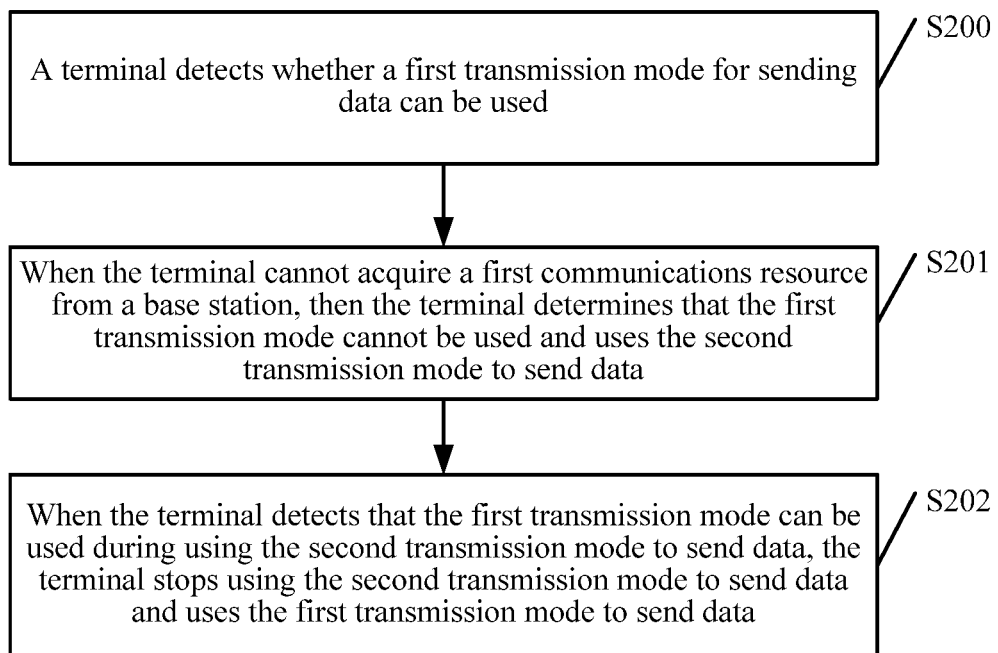 S200
A terminal detects whether a first transmission mode for sending
data can be used
S201
When the terminal cannot acquire a first communications resource
from a base station, then the terminal determines that the first
transmission mode cannot be used and uses the second
transmission mode to send data
S202
When the terminal detects that the first transmission mode can be
used during using the second transmission mode to send data, the
terminal stops using the second transmission mode to send data
and uses the first transmission mode to send data